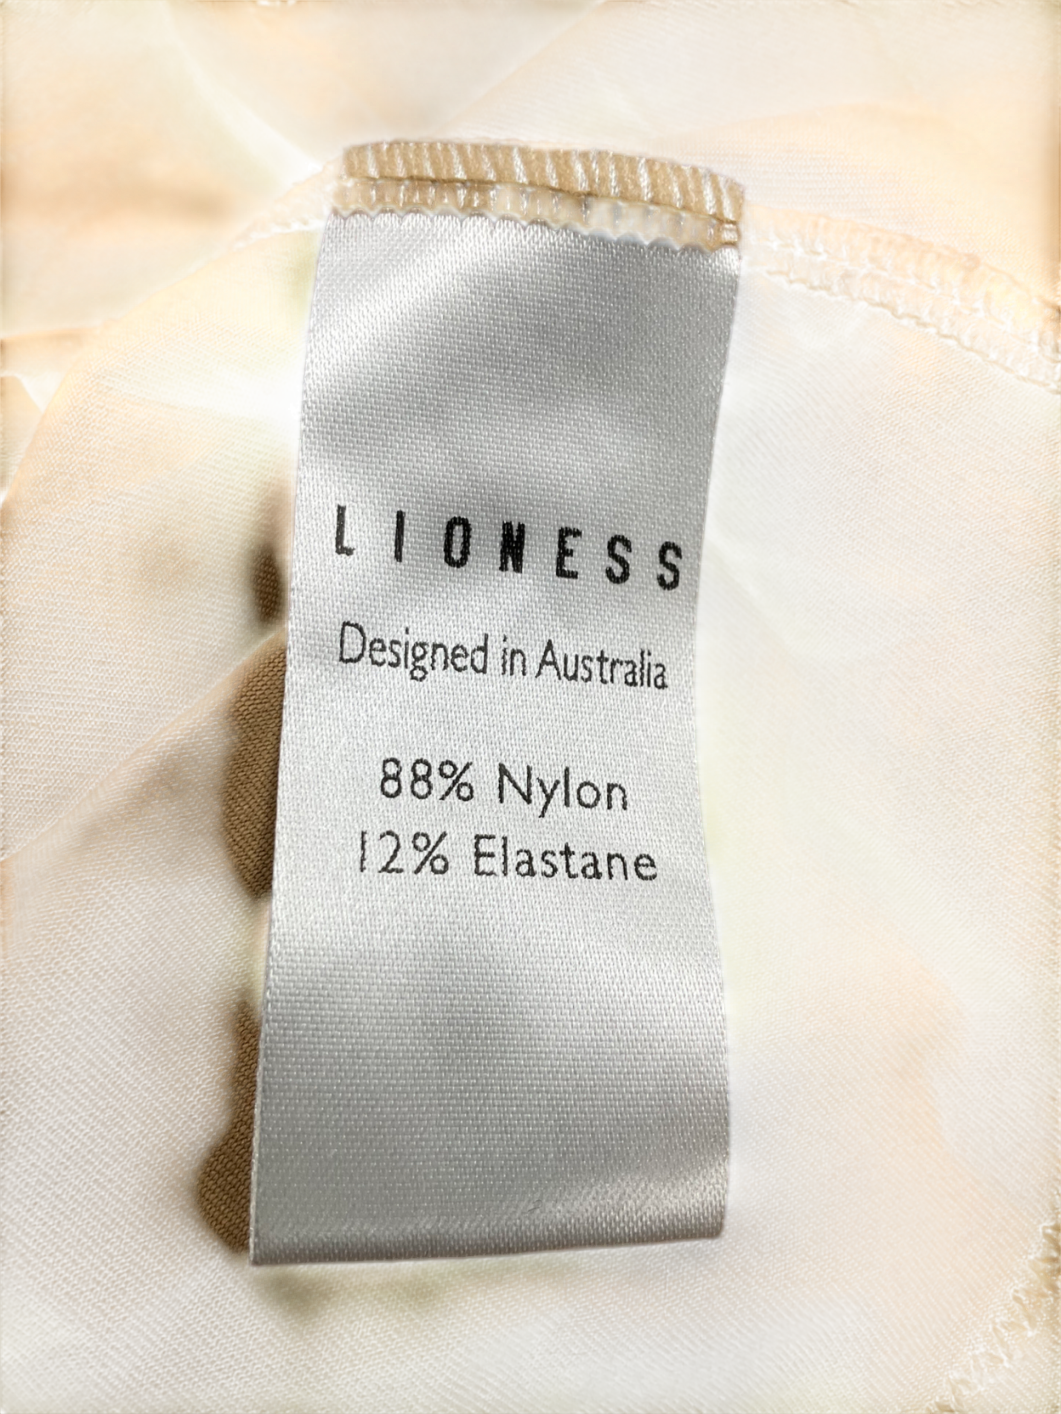 LIONESS
Designed in Australia
88% Nylon
12% Elastane